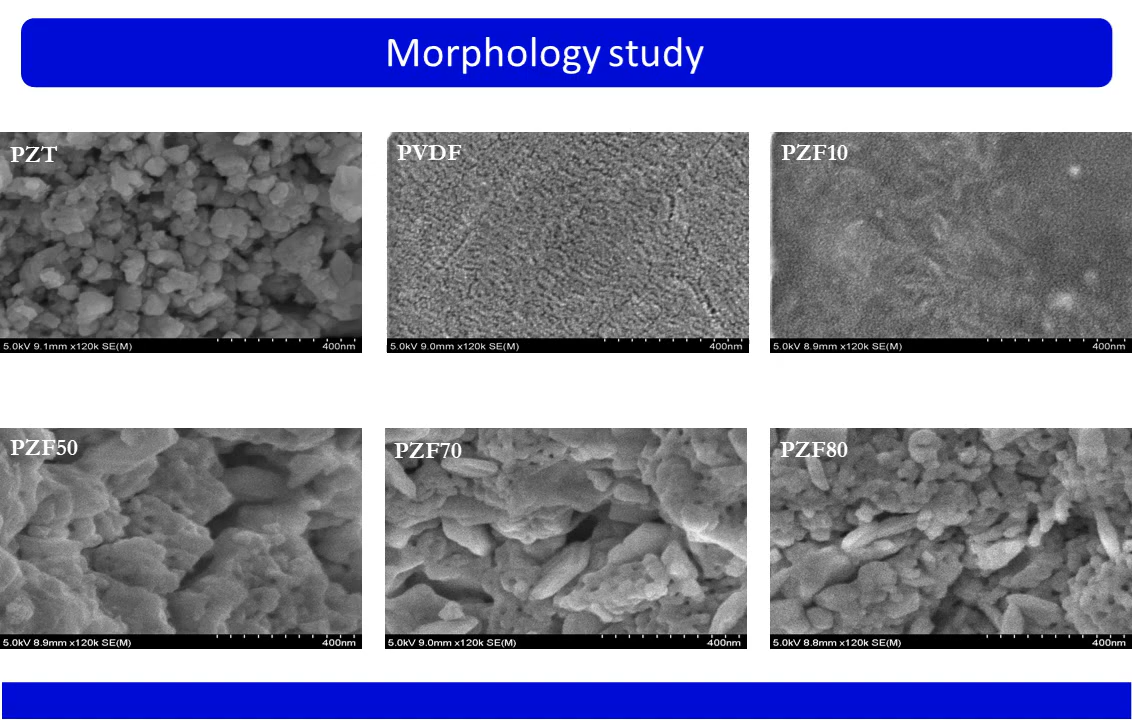 Morphology study
PZT
PVDF
PZF10
5.0kV 9.1mm x120k SE(M) 400nm
5.0kV 9.0mm x120k SE(M) 400nm
5.0kV 8.9mm x120k SE(M) 400nm
PZF50
PZF70
PZF80
5.0kV 8.9mm x120k SE(M) 400nm
5.0kV 9.0mm x120k SE(M) 400nm
5.0kV 8.8mm x120k SE(M) 400nm